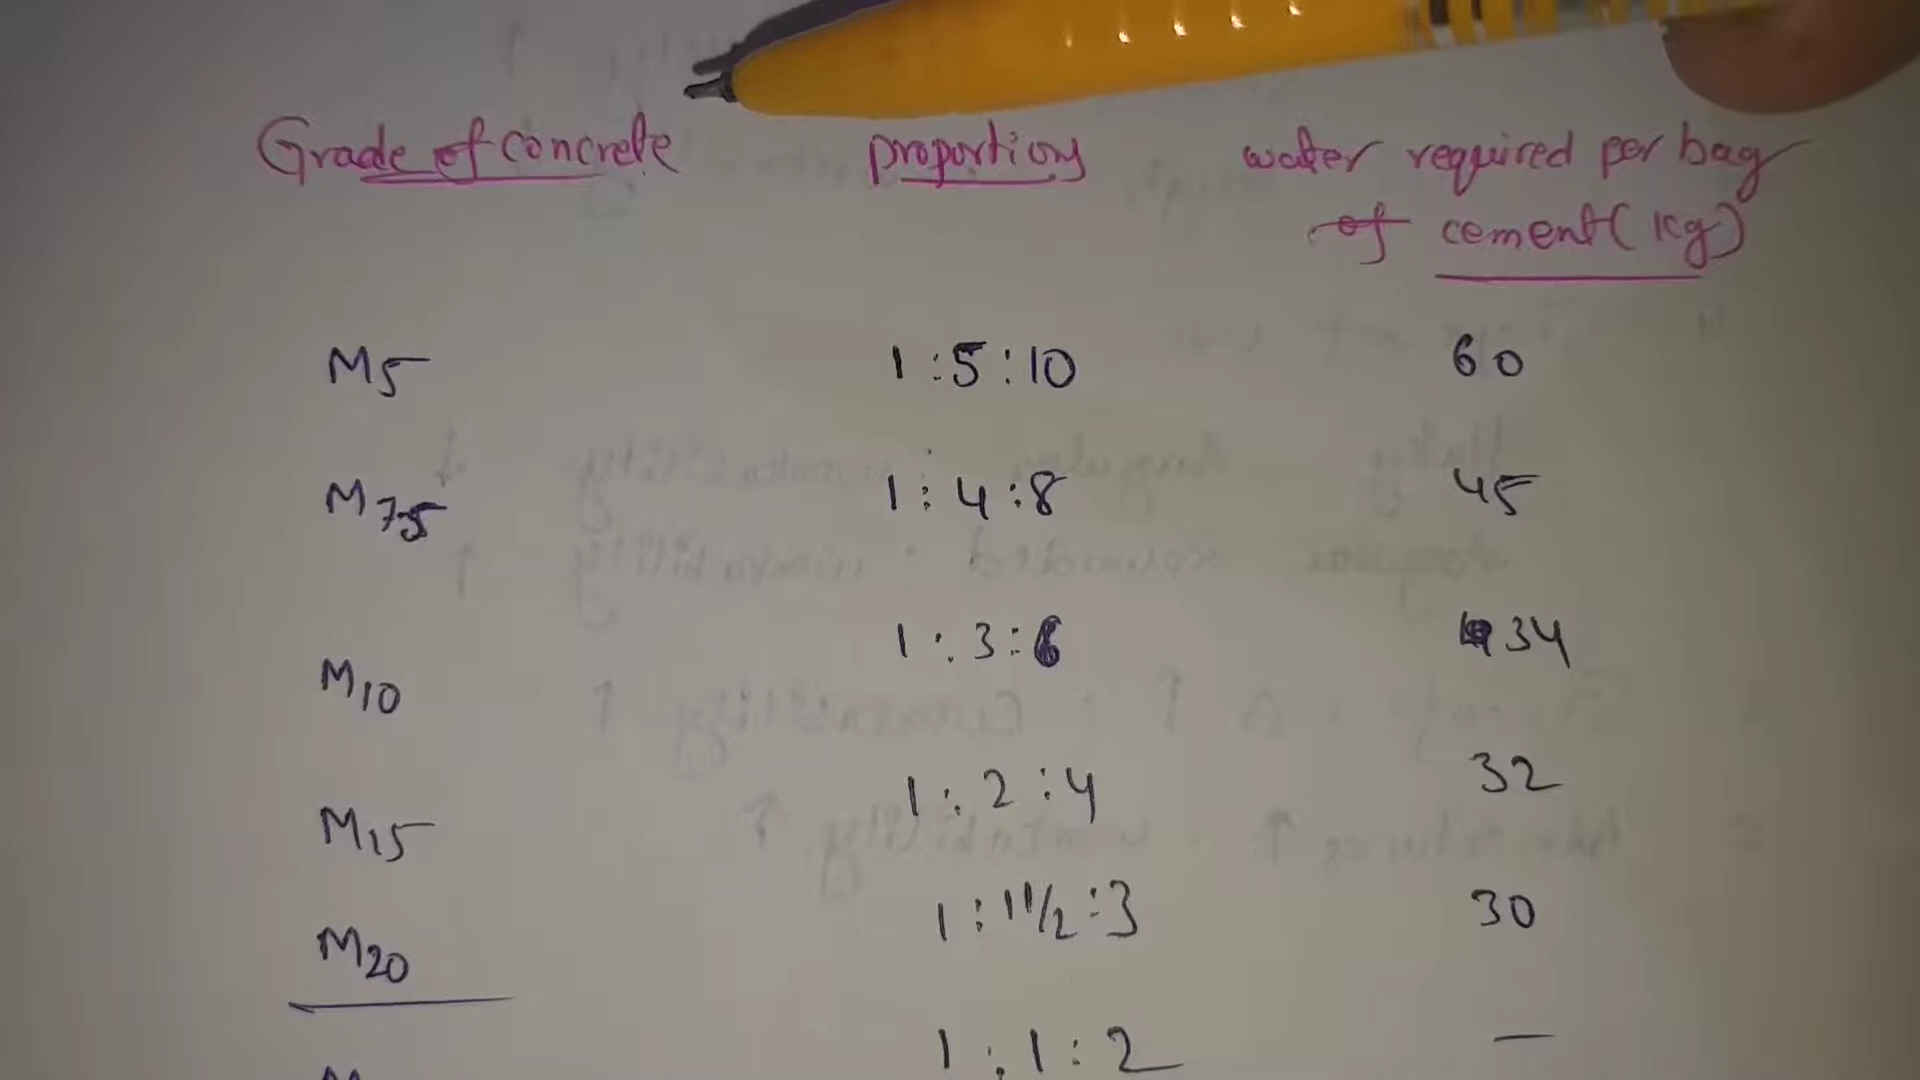 Grade of concrete proportions water required per bag
of cement (kg)
M5 1:5:10 60
M7.5 1:4:8 45
M10 1:3:6 34
M15 1:2:4 32
M20 1:1 1/2:3 30
1:1:2 —